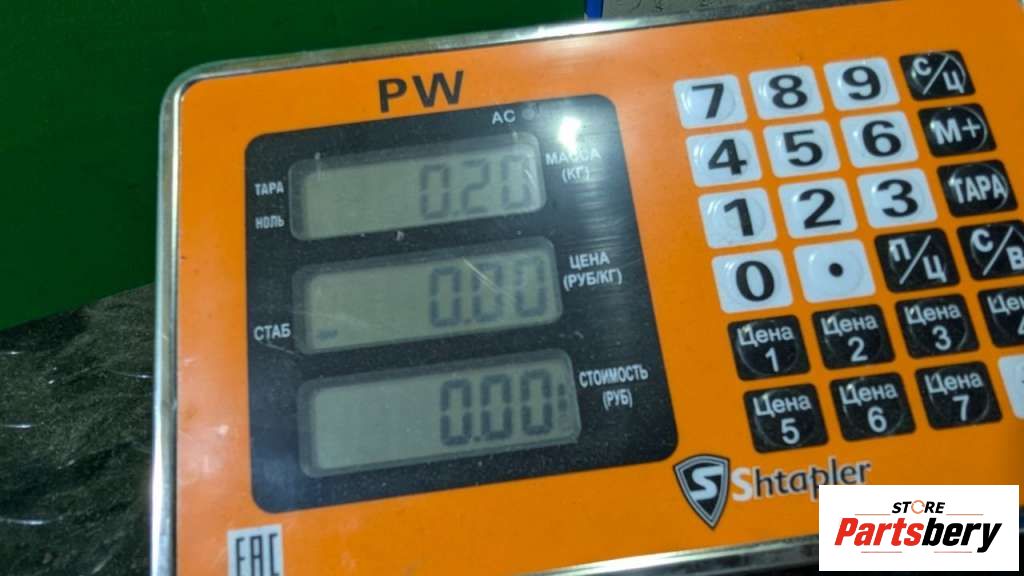 PW
AC
ТАРА
НОЛЬ
0.20
МАССА
(КГ)
0.00
ЦЕНА
(РУБ/КГ)
СТАБ
0.00
СТОИМОСТЬ
(РУБ)
7 8 9 С/Ц
4 5 6 М+
1 2 3 ТАРА
0 . П/Ц С/В
Цена 1 Цена 2 Цена 3
Цена 5 Цена 6 Цена 7
S Shtapler
EAC
STORE
Partsbery